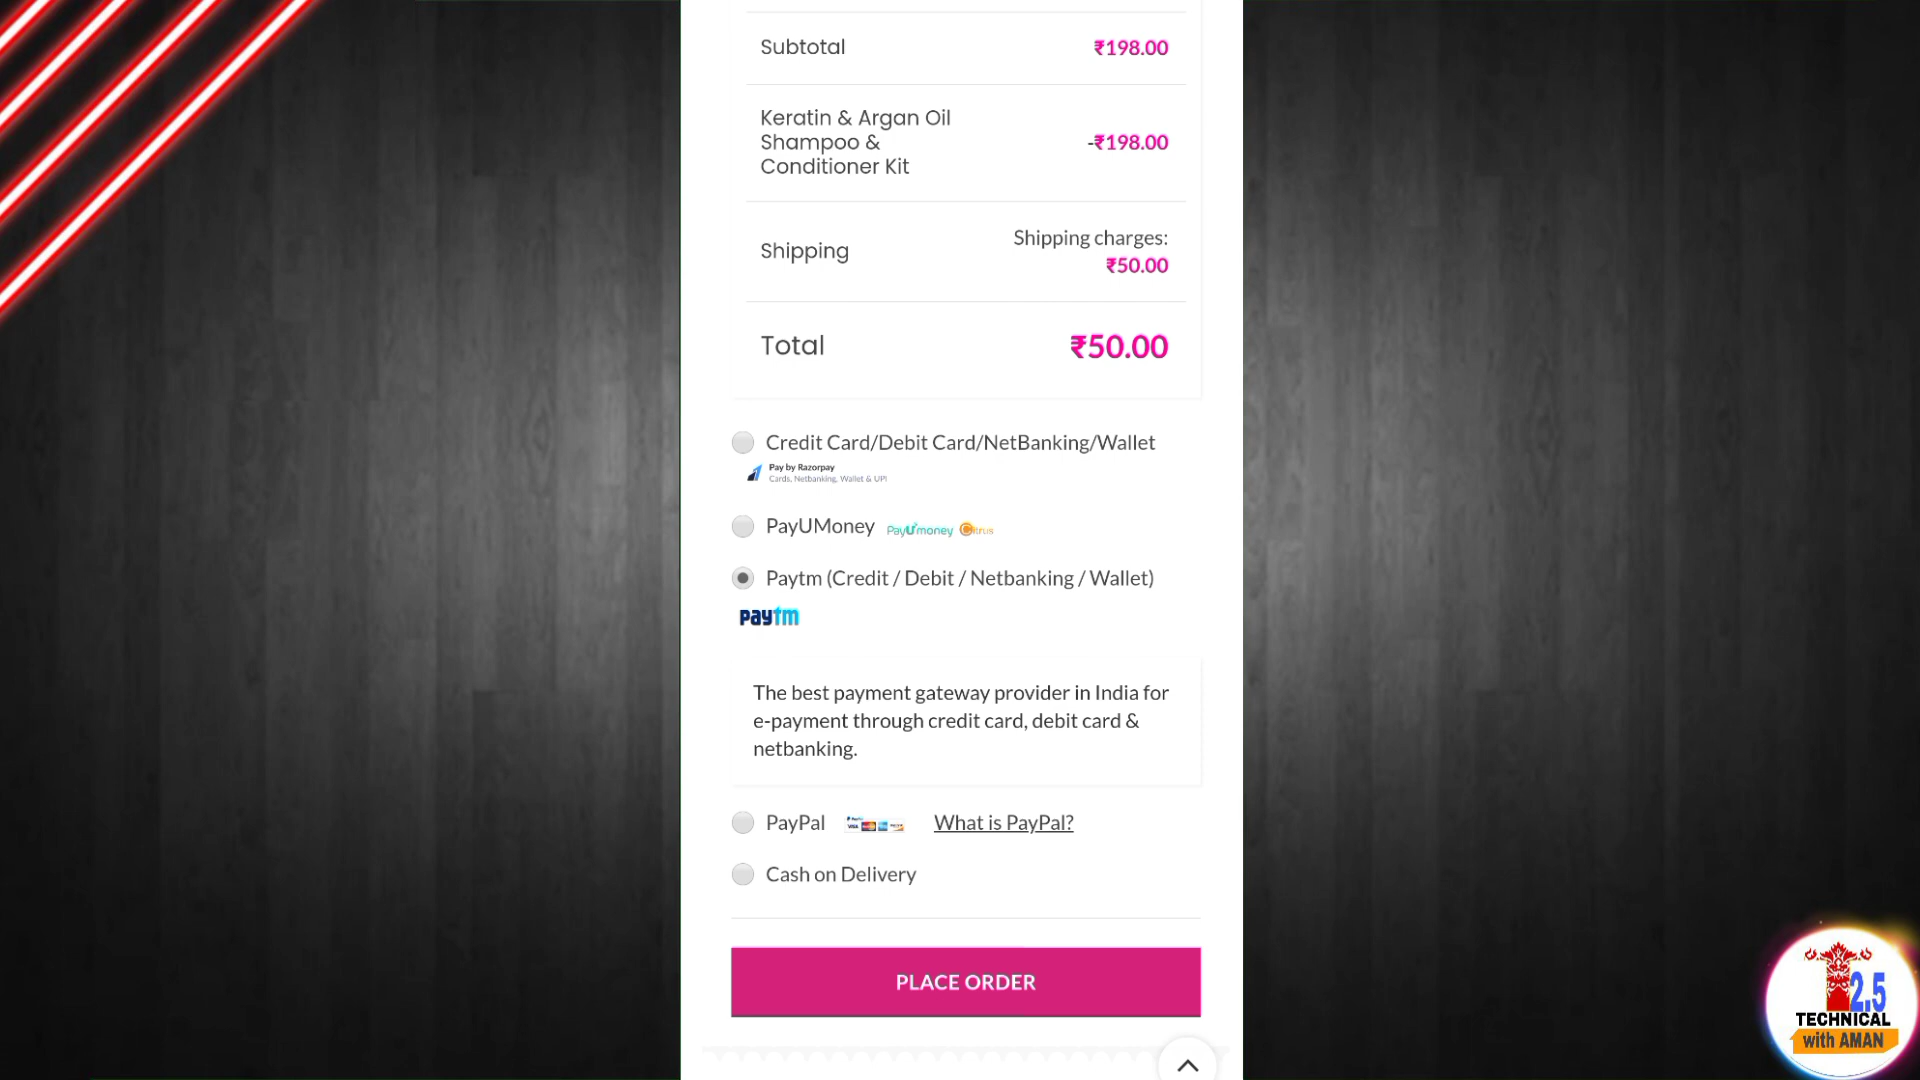 Subtotal ₹198.00
Keratin & Argan Oil
Shampoo &
Conditioner Kit
-₹198.00
Shipping
Shipping charges:
₹50.00
Total ₹50.00
Credit Card/Debit Card/NetBanking/Wallet
Pay by Razorpay
Cards, Netbanking, Wallet & UPI
PayUMoney PayUmoney Citrus
Paytm (Credit / Debit / Netbanking / Wallet)
paytm
The best payment gateway provider in India for
e-payment through credit card, debit card &
netbanking.
PayPal What is PayPal?
Cash on Delivery
PLACE ORDER
2.5
TECHNICAL
with AMAN